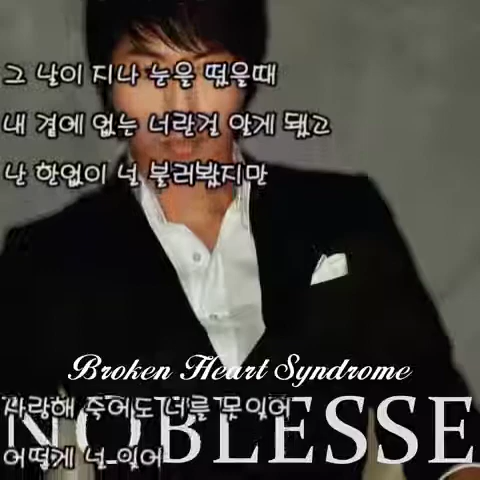 그 날이 지나 눈을 떴을때
내 곁에 없는 너란걸 알게 됐고
난 한없이 널 불러봤지만
Broken Heart Syndrome
사랑해 죽어도 너를 못잊어
NOBLESSE
어떻게 널 잊어